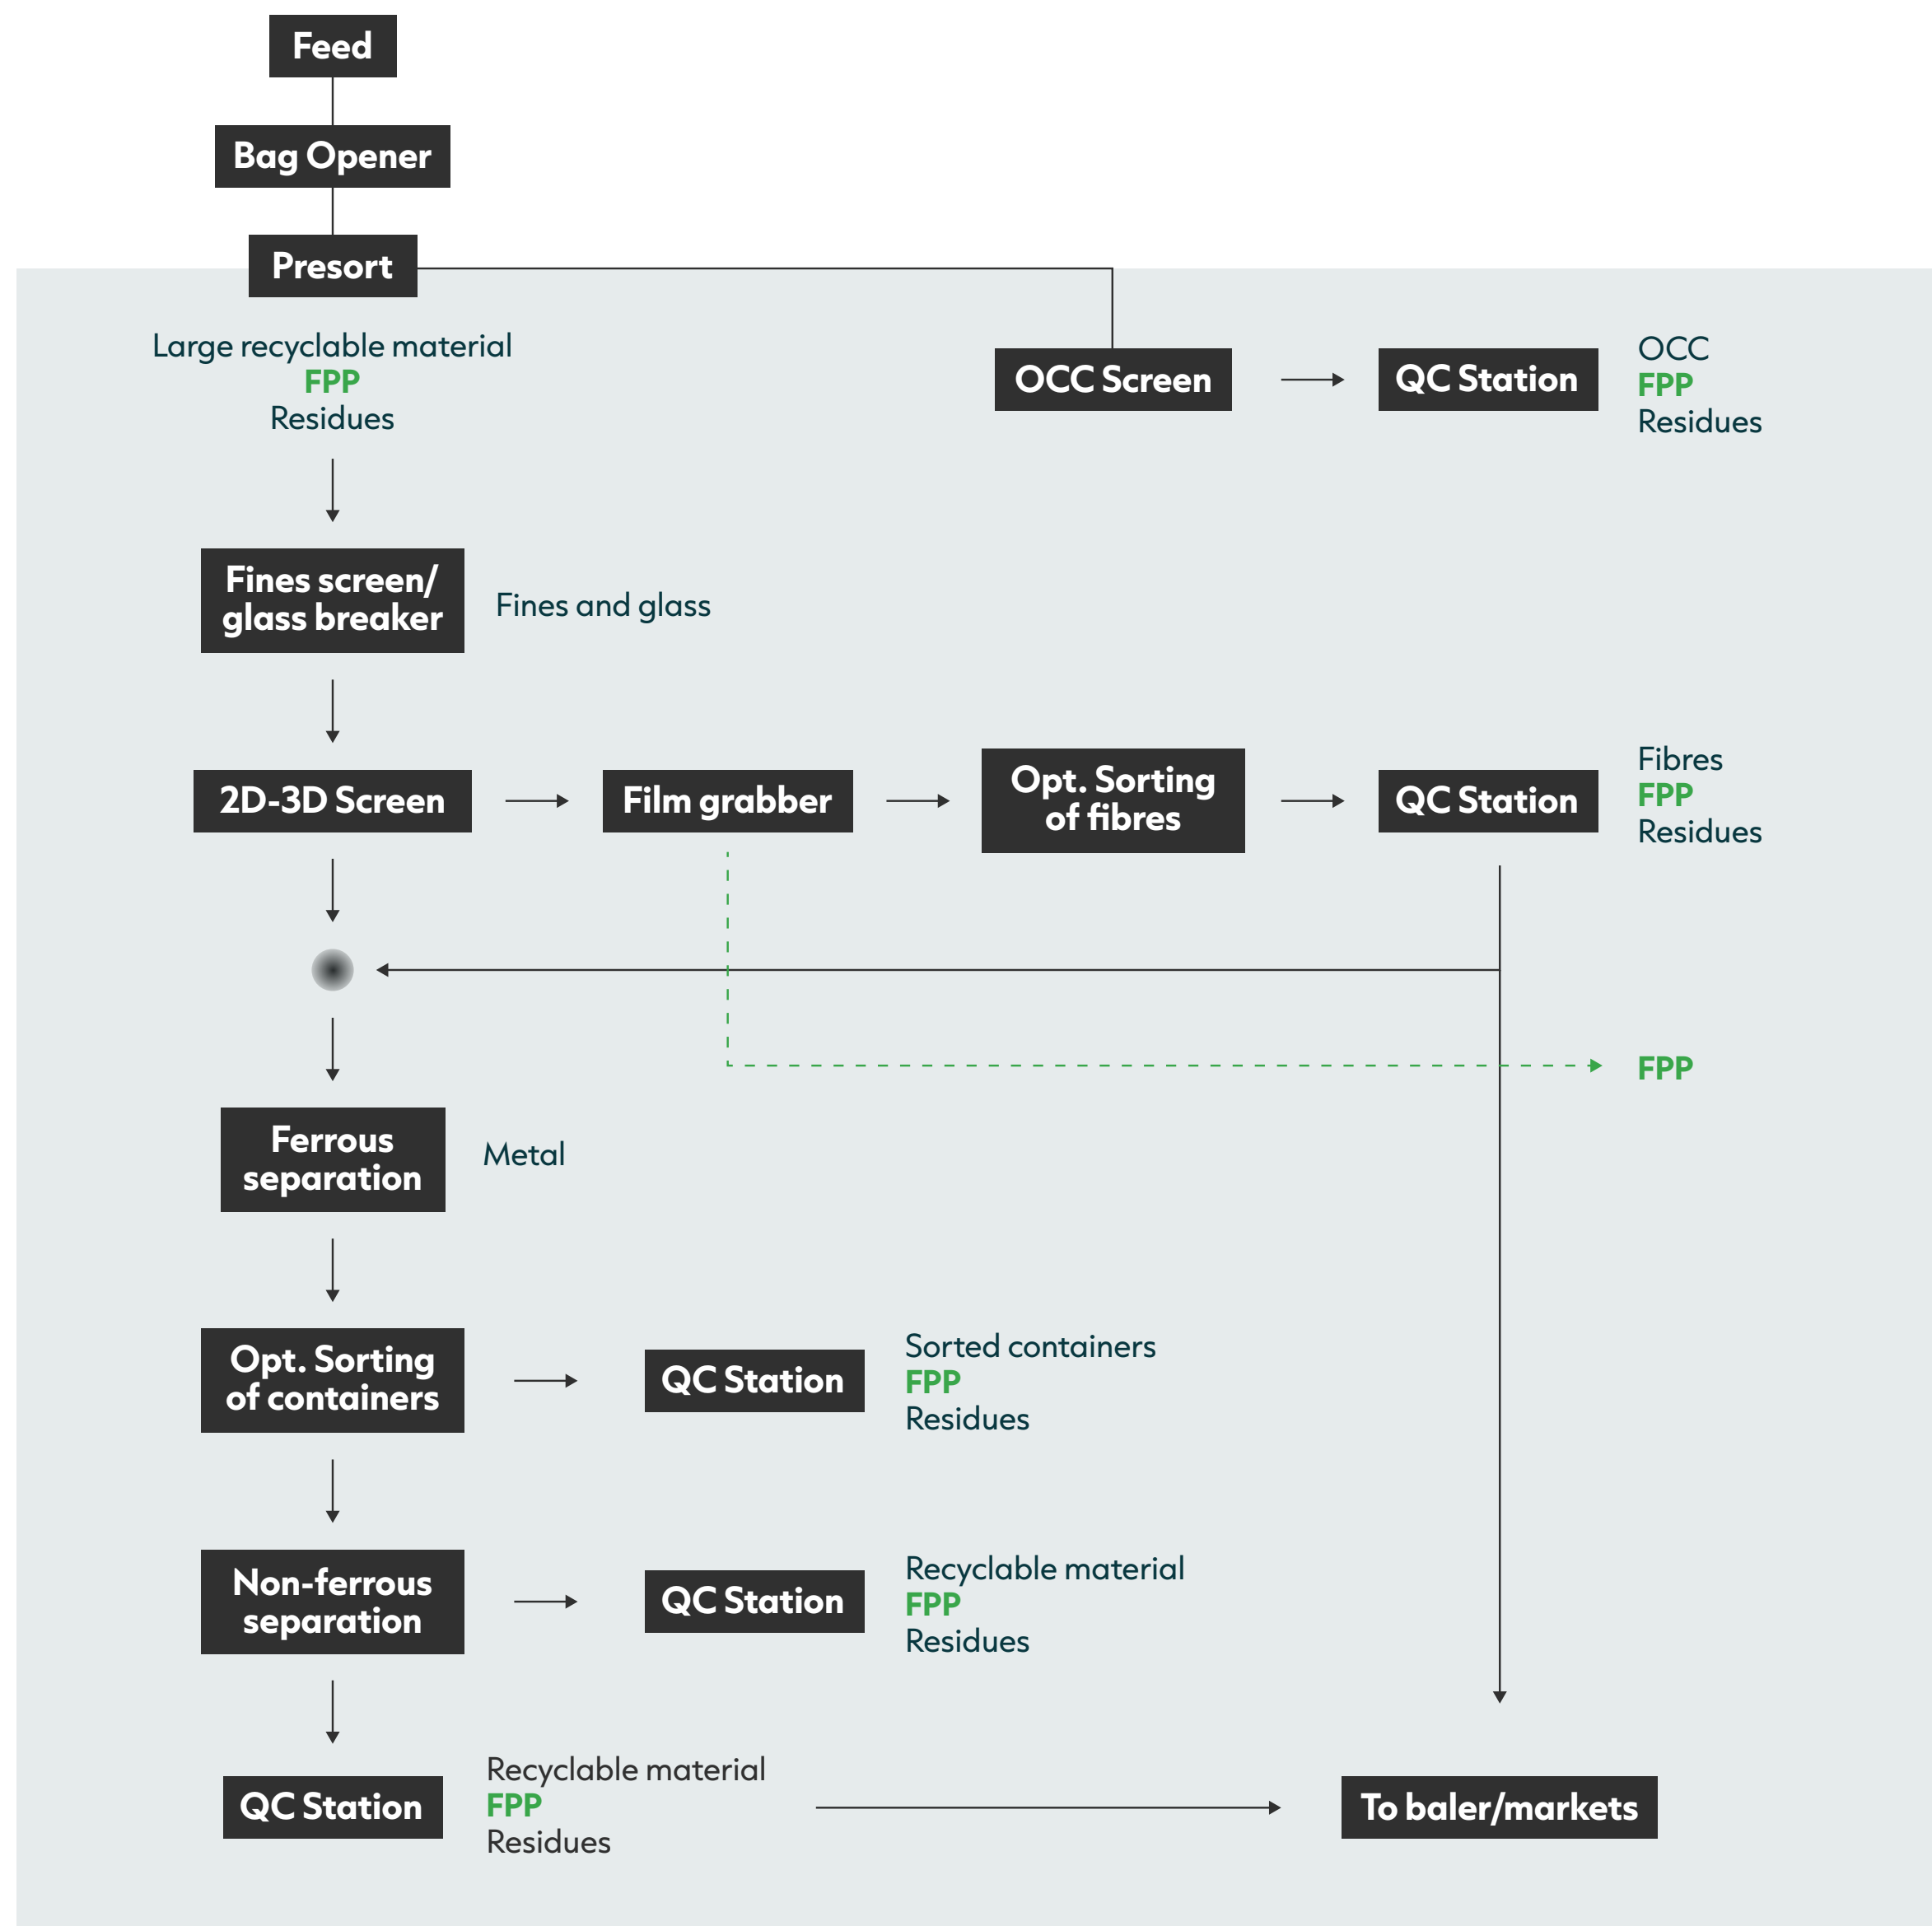 Feed
Bag Opener
Presort
Large recyclable material
FPP
Residues
OCC Screen
QC Station
OCC
FPP
Residues
Fines screen/
glass breaker
Fines and glass
2D-3D Screen
Film grabber
Opt. Sorting
of fibres
QC Station
Fibres
FPP
Residues
FPP
Ferrous
separation
Metal
Opt. Sorting
of containers
QC Station
Sorted containers
FPP
Residues
Non-ferrous
separation
QC Station
Recyclable material
FPP
Residues
QC Station
Recyclable material
FPP
Residues
To baler/markets